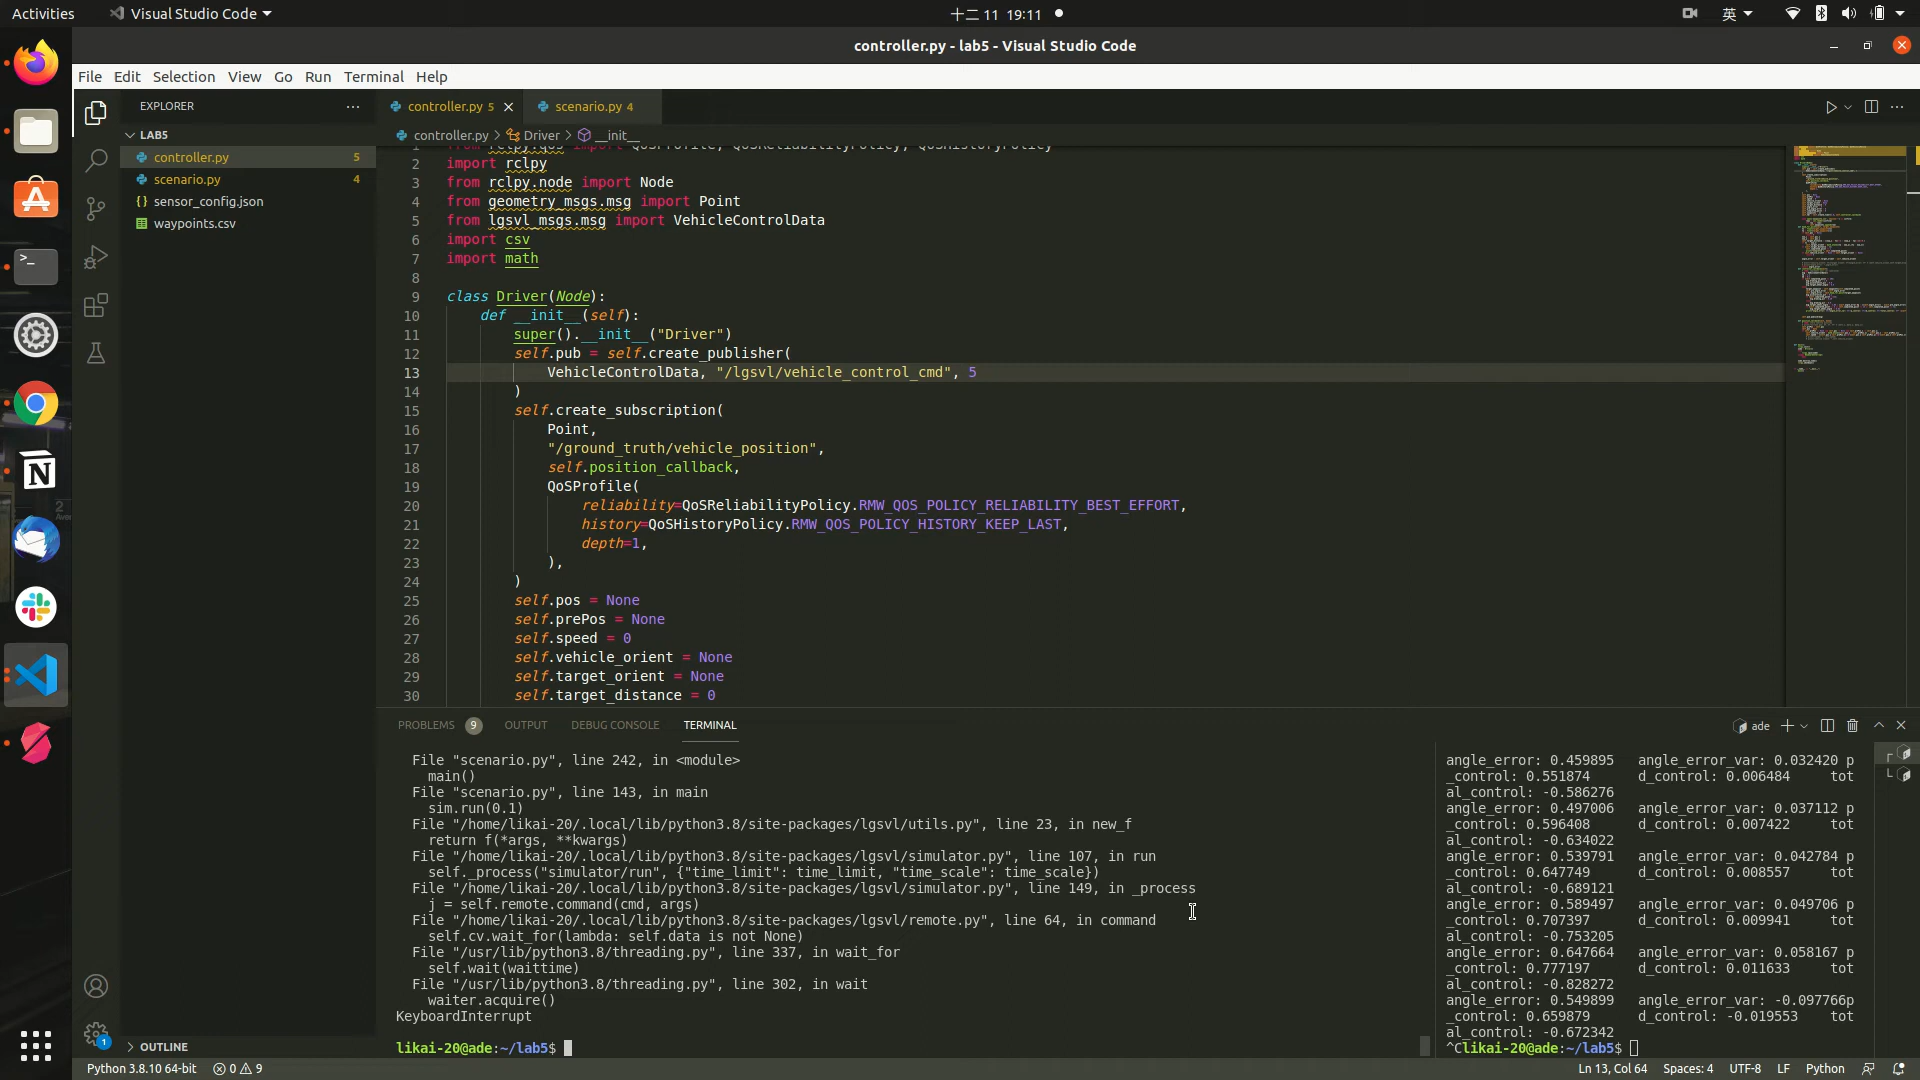 Activities
Visual Studio Code
十二 11 19:11
英
controller.py - lab5 - Visual Studio Code
File Edit Selection View Go Run Terminal Help
EXPLORER
LAB5
controller.py 5
scenario.py 4
sensor_config.json
waypoints.csv
OUTLINE
controller.py 5
scenario.py 4
controller.py > Driver > __init__
1 from rclpy.qos import QoSProfile, QoSReliabilityPolicy, QoSHistoryPolicy
2 import rclpy
3 from rclpy.node import Node
4 from geometry_msgs.msg import Point
5 from lgsvl_msgs.msg import VehicleControlData
6 import csv
7 import math
8
9 class Driver(Node):
10 def __init__(self):
11 super().__init__("Driver")
12 self.pub = self.create_publisher(
13 VehicleControlData, "/lgsvl/vehicle_control_cmd", 5
14 )
15 self.create_subscription(
16 Point,
17 "/ground_truth/vehicle_position",
18 self.position_callback,
19 QoSProfile(
20 reliability=QoSReliabilityPolicy.RMW_QOS_POLICY_RELIABILITY_BEST_EFFORT,
21 history=QoSHistoryPolicy.RMW_QOS_POLICY_HISTORY_KEEP_LAST,
22 depth=1,
23 ),
24 )
25 self.pos = None
26 self.prePos = None
27 self.speed = 0
28 self.vehicle_orient = None
29 self.target_orient = None
30 self.target_distance = 0
PROBLEMS 9 OUTPUT DEBUG CONSOLE TERMINAL
ade
File "scenario.py", line 242, in <module>
main()
File "scenario.py", line 143, in main
sim.run(0.1)
File "/home/likai-20/.local/lib/python3.8/site-packages/lgsvl/utils.py", line 23, in new_f
return f(*args, **kwargs)
File "/home/likai-20/.local/lib/python3.8/site-packages/lgsvl/simulator.py", line 107, in run
self._process("simulator/run", {"time_limit": time_limit, "time_scale": time_scale})
File "/home/likai-20/.local/lib/python3.8/site-packages/lgsvl/simulator.py", line 149, in _process
j = self.remote.command(cmd, args)
File "/home/likai-20/.local/lib/python3.8/site-packages/lgsvl/remote.py", line 64, in command
self.cv.wait_for(lambda: self.data is not None)
File "/usr/lib/python3.8/threading.py", line 337, in wait_for
self.wait(waittime)
File "/usr/lib/python3.8/threading.py", line 302, in wait
waiter.acquire()
KeyboardInterrupt
likai-20@ade:~/lab5$
angle_error: 0.459895 angle_error_var: 0.032420 p
_control: 0.551874 d_control: 0.006484 tot
al_control: -0.586276
angle_error: 0.497006 angle_error_var: 0.037112 p
_control: 0.596408 d_control: 0.007422 tot
al_control: -0.634022
angle_error: 0.539791 angle_error_var: 0.042784 p
_control: 0.647749 d_control: 0.008557 tot
al_control: -0.689121
angle_error: 0.589497 angle_error_var: 0.049706 p
_control: 0.707397 d_control: 0.009941 tot
al_control: -0.753205
angle_error: 0.647664 angle_error_var: 0.058167 p
_control: 0.777197 d_control: 0.011633 tot
al_control: -0.828272
angle_error: 0.549899 angle_error_var: -0.097766p
_control: 0.659879 d_control: -0.019553 tot
al_control: -0.672342
^Clikai-20@ade:~/lab5$
Python 3.8.10 64-bit 0 9
Ln 13, Col 64 Spaces: 4 UTF-8 LF Python